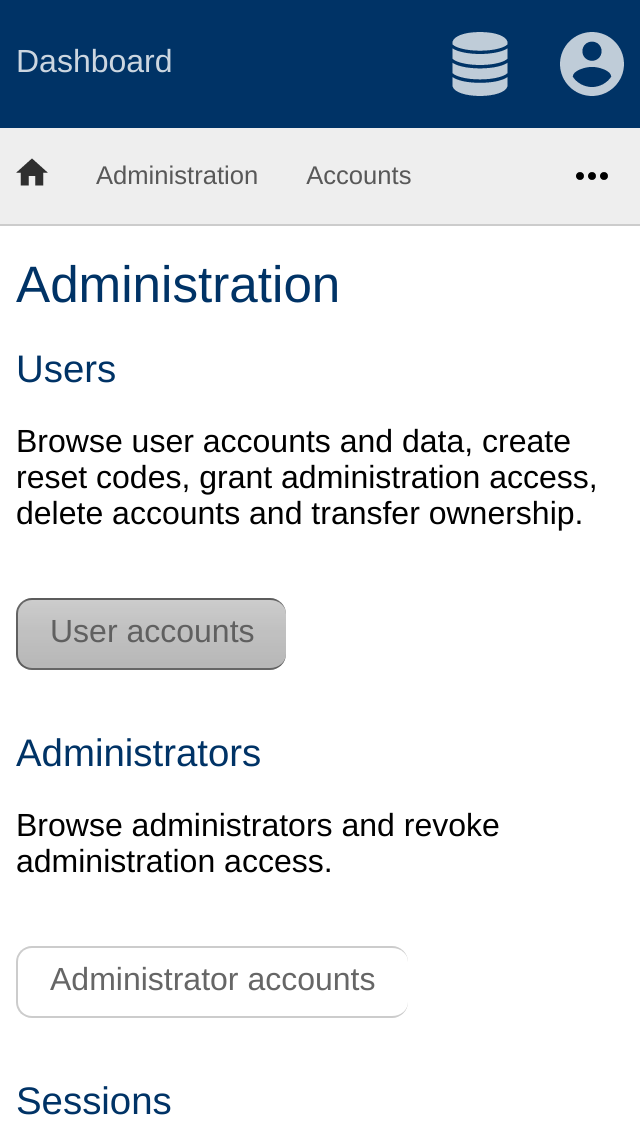 Dashboard
Administration Accounts
Administration
Users
Browse user accounts and data, create
reset codes, grant administration access,
delete accounts and transfer ownership.
User accounts
Administrators
Browse administrators and revoke
administration access.
Administrator accounts
Sessions